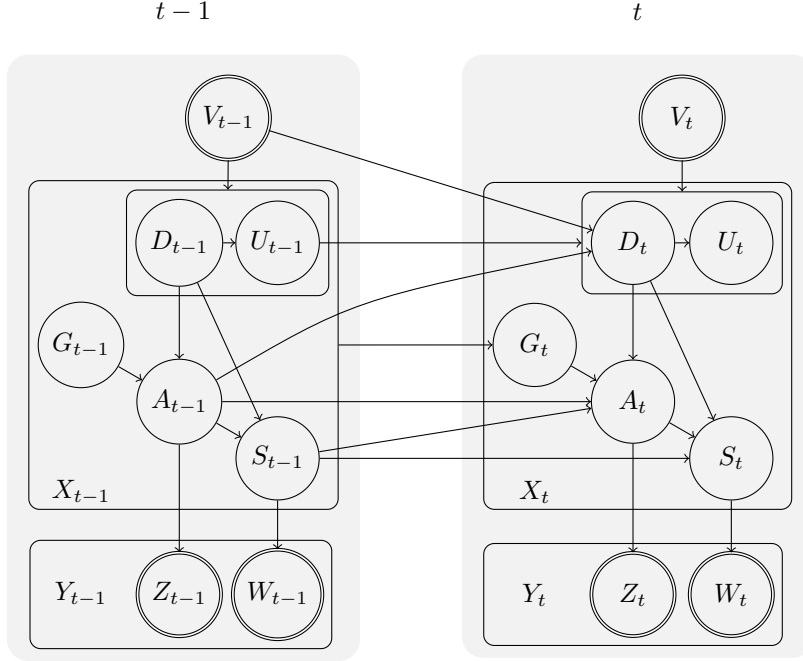 t − 1
t
V_{t−1}
V_t
D_{t−1}
U_{t−1}
D_t
U_t
G_{t−1}
G_t
A_{t−1}
A_t
S_{t−1}
S_t
X_{t−1}
X_t
Y_{t−1}
Z_{t−1}
W_{t−1}
Y_t
Z_t
W_t